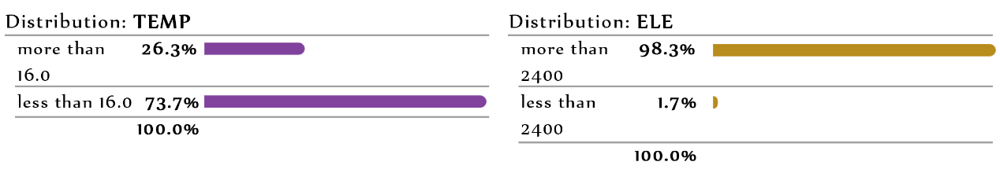 Distribution: TEMP
more than 26.3%
16.0
less than 16.0 73.7%
100.0%
Distribution: ELE
more than 98.3%
2400
less than 1.7%
2400
100.0%